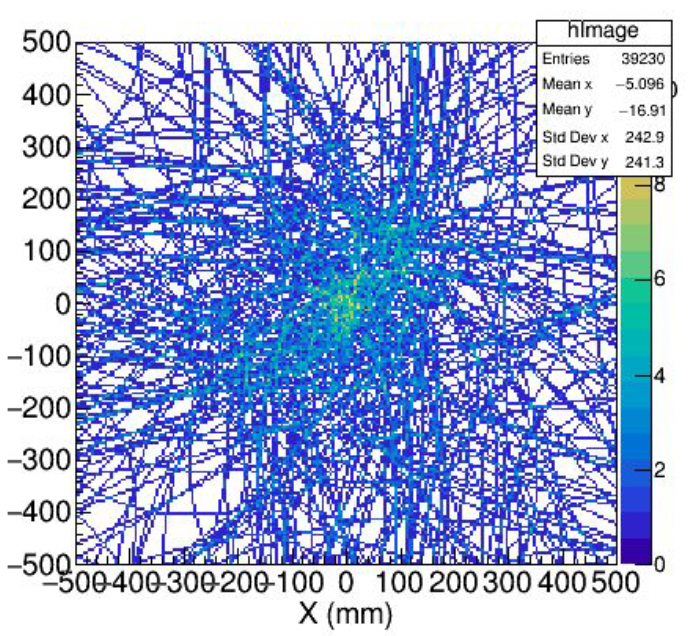 hImage
Entries 39230
Mean x −5.096
Mean y −16.91
Std Dev x 242.9
Std Dev y 241.3
500
400
300
200
100
0
−100
−200
−300
−400
−500
8
6
4
2
0
−500 −400 −300 −200 −100 0 100 200 300 400 500
X (mm)